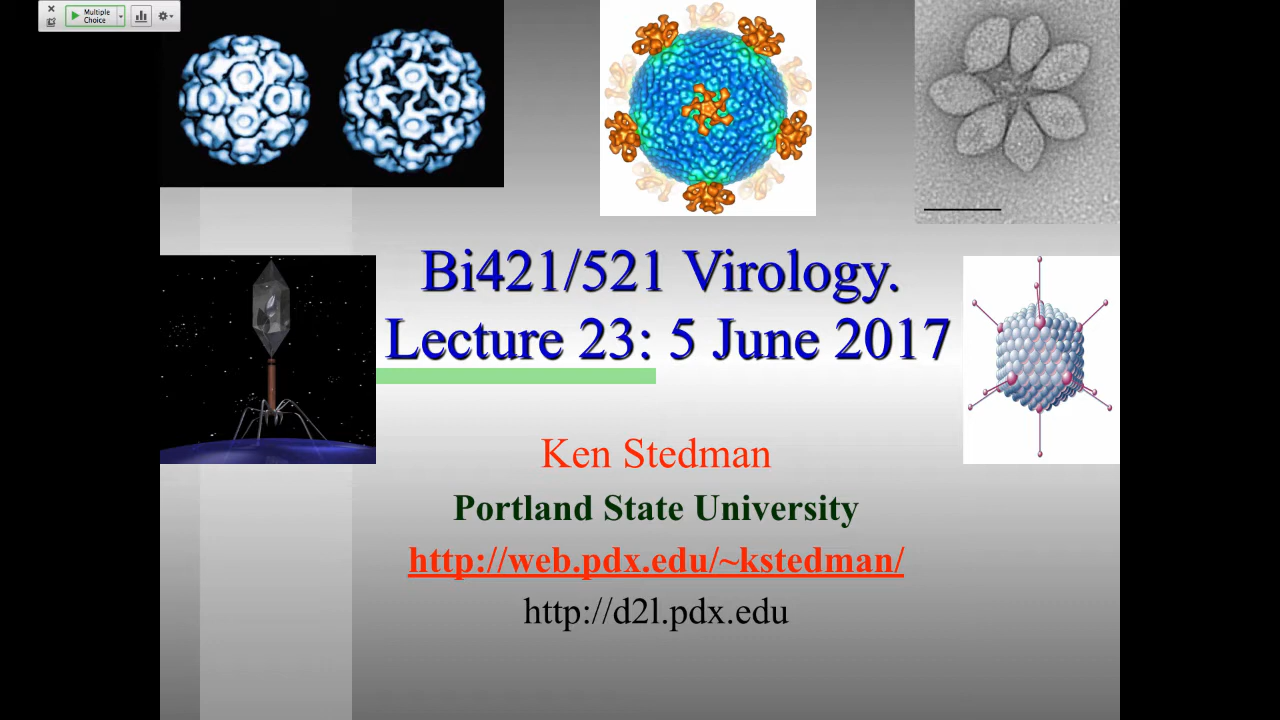 Multiple
Choice
Bi421/521 Virology.
Lecture 23: 5 June 2017
Ken Stedman
Portland State University
http://web.pdx.edu/~kstedman/
http://d2l.pdx.edu